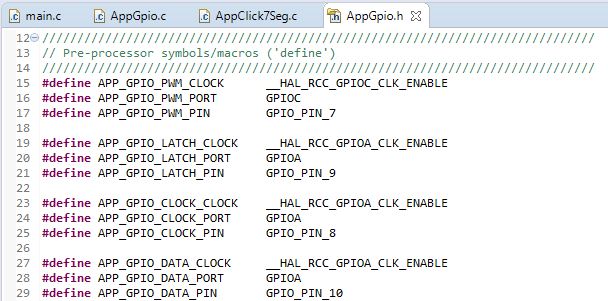 main.c AppGpio.c AppClick7Seg.c AppGpio.h
12 ///////////////////////////////////////////////////////////////////////////////
13 // Pre-processor symbols/macros ('define')
14 ///////////////////////////////////////////////////////////////////////////////
15 #define APP_GPIO_PWM_CLOCK __HAL_RCC_GPIOC_CLK_ENABLE
16 #define APP_GPIO_PWM_PORT GPIOC
17 #define APP_GPIO_PWM_PIN GPIO_PIN_7
18
19 #define APP_GPIO_LATCH_CLOCK __HAL_RCC_GPIOA_CLK_ENABLE
20 #define APP_GPIO_LATCH_PORT GPIOA
21 #define APP_GPIO_LATCH_PIN GPIO_PIN_9
22
23 #define APP_GPIO_CLOCK_CLOCK __HAL_RCC_GPIOA_CLK_ENABLE
24 #define APP_GPIO_CLOCK_PORT GPIOA
25 #define APP_GPIO_CLOCK_PIN GPIO_PIN_8
26
27 #define APP_GPIO_DATA_CLOCK __HAL_RCC_GPIOA_CLK_ENABLE
28 #define APP_GPIO_DATA_PORT GPIOA
29 #define APP_GPIO_DATA_PIN GPIO_PIN_10